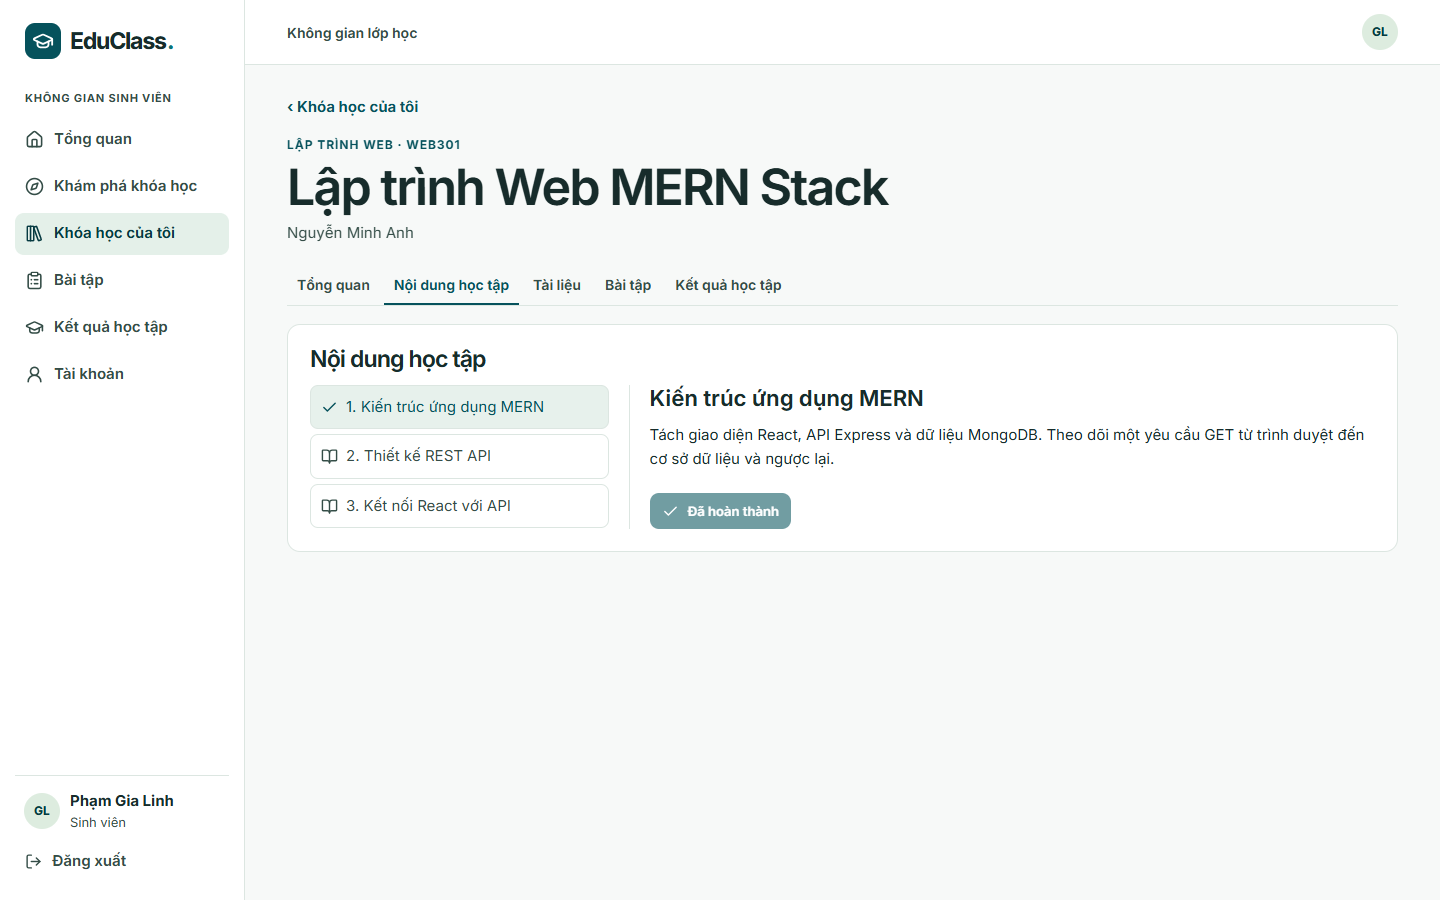 EduClass.
KHÔNG GIAN SINH VIÊN
Tổng quan
Khám phá khóa học
Khóa học của tôi
Bài tập
Kết quả học tập
Tài khoản
GL
Phạm Gia Linh
Sinh viên
Đăng xuất
Không gian lớp học
GL
‹ Khóa học của tôi
LẬP TRÌNH WEB · WEB301
Lập trình Web MERN Stack
Nguyễn Minh Anh
Tổng quan
Nội dung học tập
Tài liệu
Bài tập
Kết quả học tập
Nội dung học tập
1. Kiến trúc ứng dụng MERN
2. Thiết kế REST API
3. Kết nối React với API
Kiến trúc ứng dụng MERN
Tách giao diện React, API Express và dữ liệu MongoDB. Theo dõi một yêu cầu GET từ trình duyệt đến
cơ sở dữ liệu và ngược lại.
Đã hoàn thành